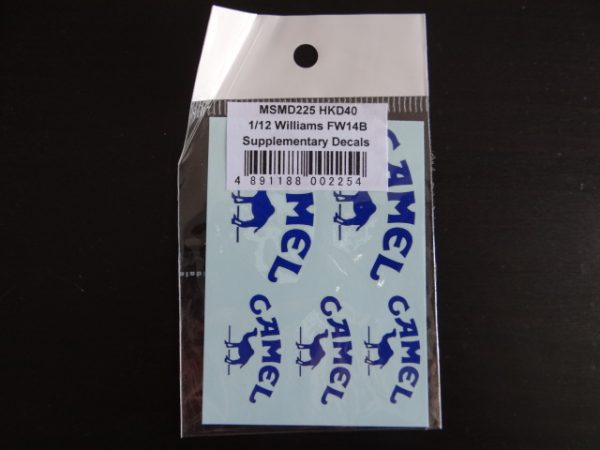 MSMD225 HKD40
1/12 Williams FW14B
Supplementary Decals
4 891188 002254
CAMEL
CAMEL
CAMEL
CAMEL
CAMEL